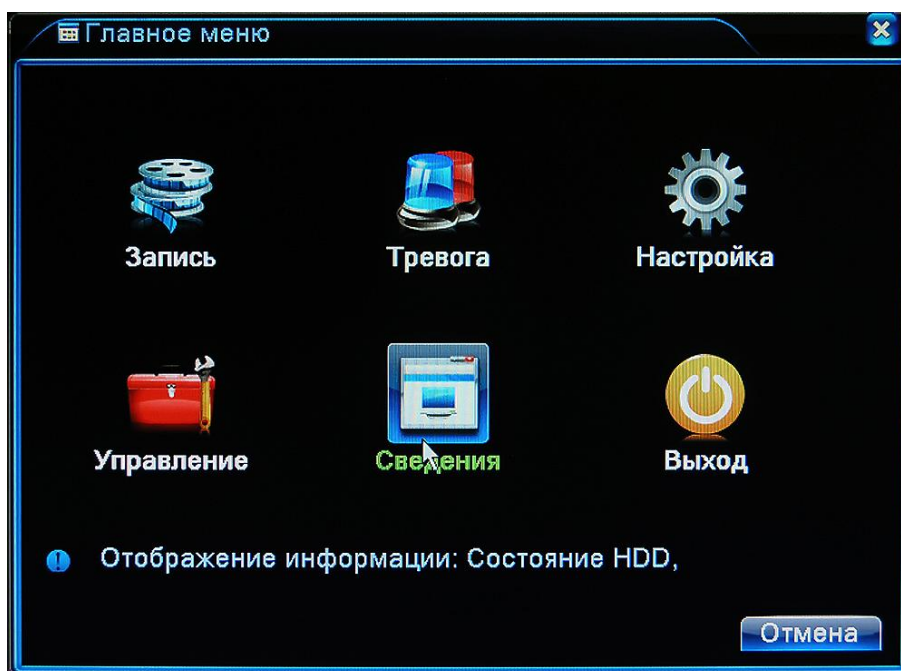 Главное меню
Запись Тревога Настройка
Управление Сведения Выход
Отображение информации: Состояние HDD,
Отмена